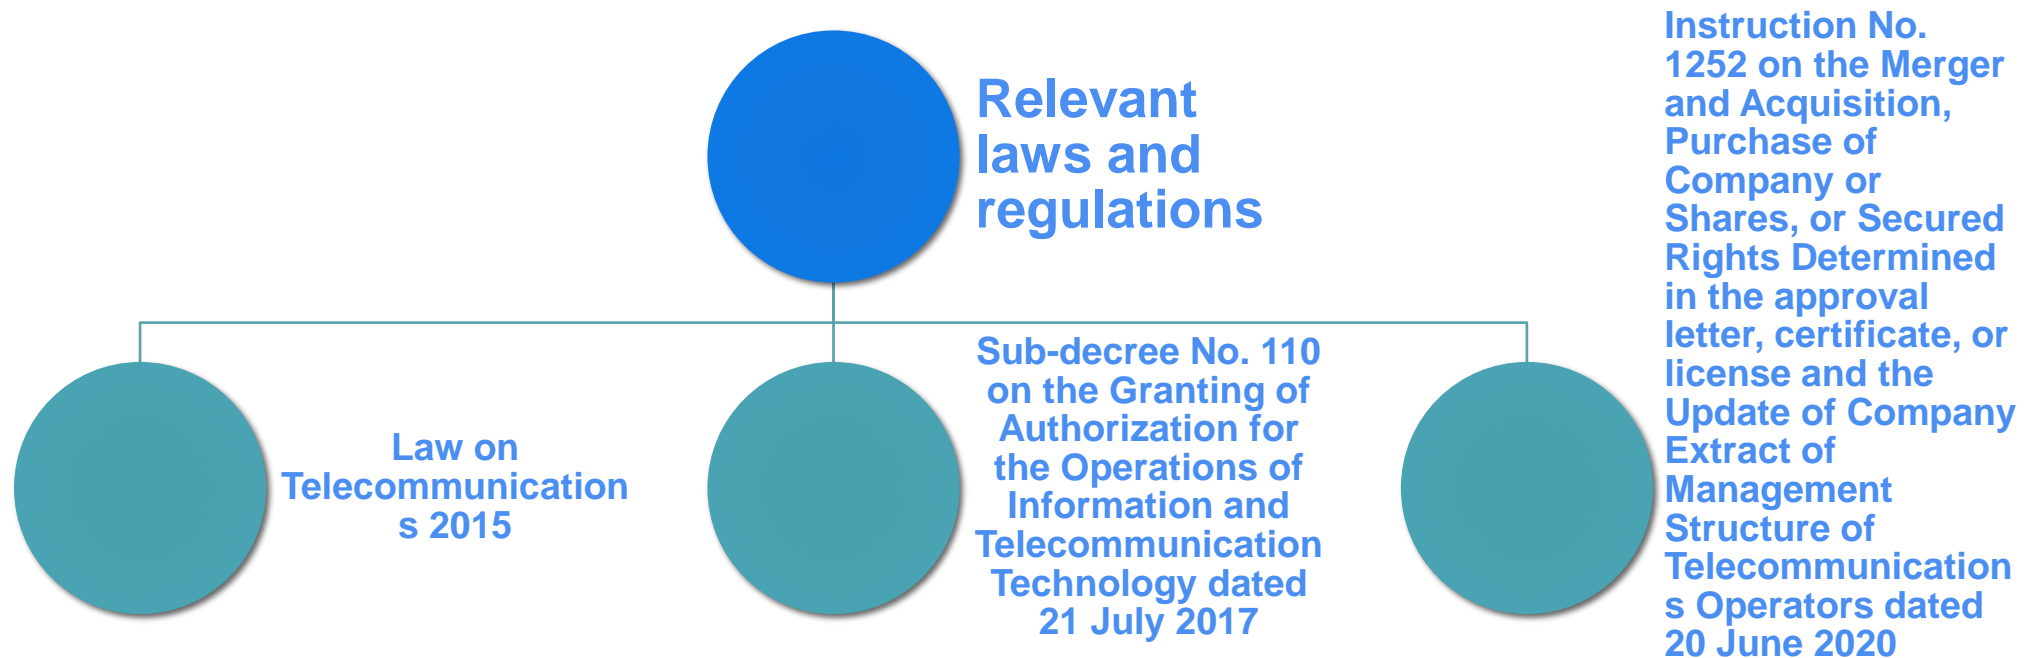 Relevant
laws and
regulations
Law on
Telecommunication
s 2015
Sub-decree No. 110
on the Granting of
Authorization for
the Operations of
Information and
Telecommunication
Technology dated
21 July 2017
Instruction No.
1252 on the Merger
and Acquisition,
Purchase of
Company or
Shares, or Secured
Rights Determined
in the approval
letter, certificate, or
license and the
Update of Company
Extract of
Management
Structure of
Telecommunication
s Operators dated
20 June 2020